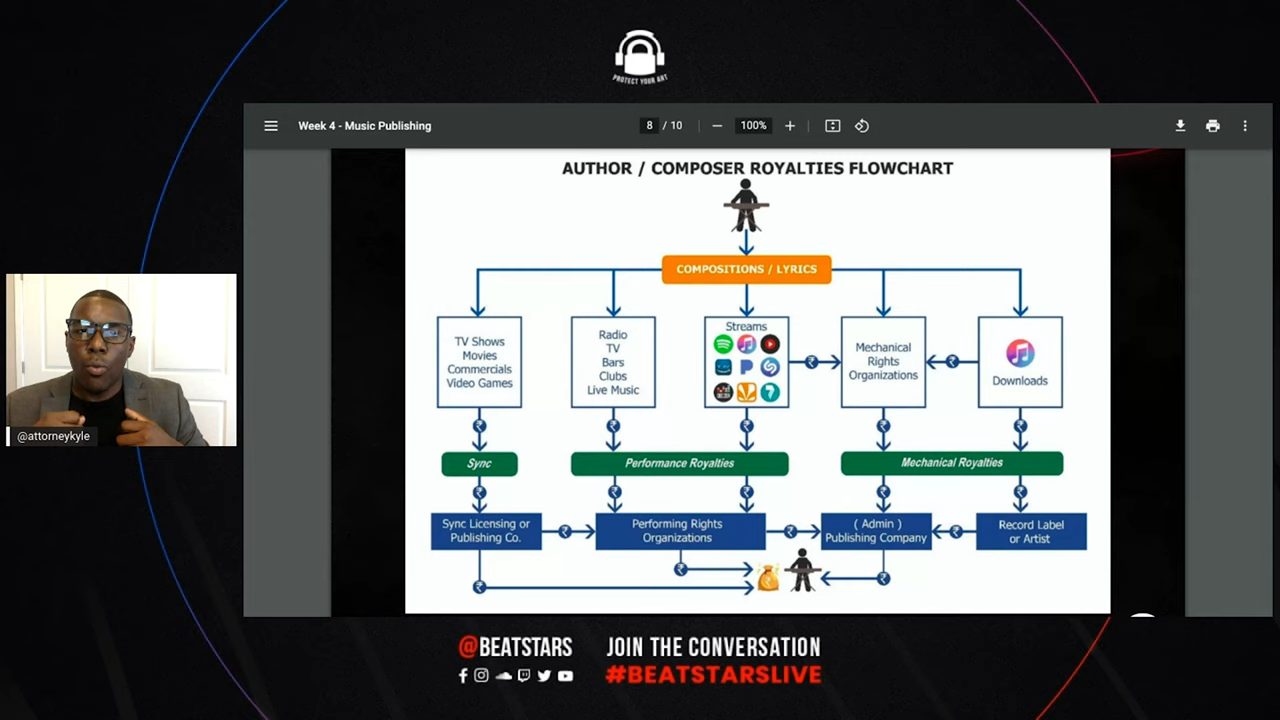 PROTECT YOUR ART
Week 4 - Music Publishing
8 / 10
100%
AUTHOR / COMPOSER ROYALTIES FLOWCHART
COMPOSITIONS / LYRICS
TV Shows
Movies
Commercials
Video Games
Radio
TV
Bars
Clubs
Live Music
Streams
Mechanical
Rights
Organizations
Downloads
₹
₹
₹
₹
₹
₹
₹
Sync
Performance Royalties
Mechanical Royalties
₹
₹
₹
₹
₹
Sync Licensing or
Publishing Co.
₹
Performing Rights
Organizations
₹
( Admin )
Publishing Company
₹
Record Label
or Artist
₹
₹
₹
₹
@attorneykyle
@BEATSTARS
JOIN THE CONVERSATION
#BEATSTARSLIVE